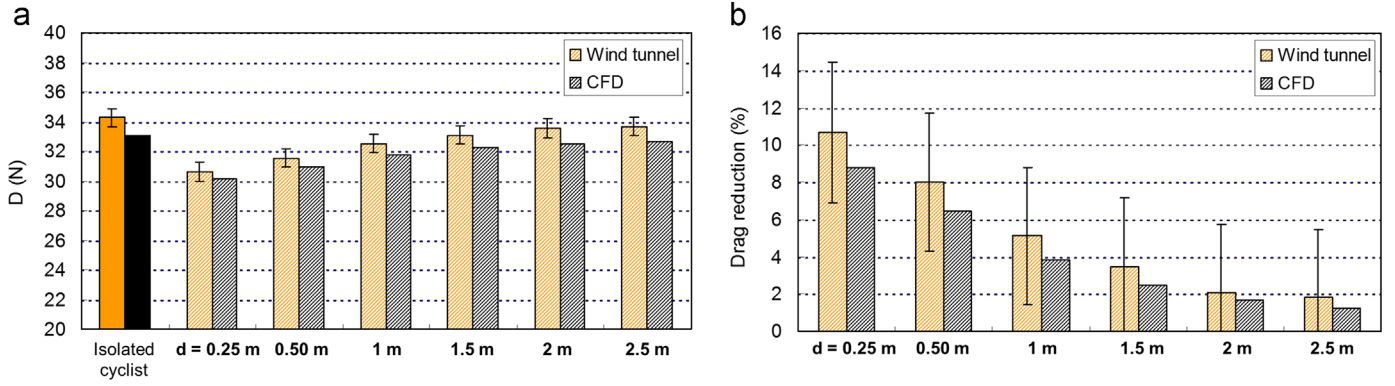 a
D (N)
40
38
36
34
32
30
28
26
24
22
20
Wind tunnel
CFD
Isolated
cyclist
d = 0.25 m
0.50 m
1 m
1.5 m
2 m
2.5 m
b
Drag reduction (%)
16
14
12
10
8
6
4
2
0
Wind tunnel
CFD
d = 0.25 m
0.50 m
1 m
1.5 m
2 m
2.5 m